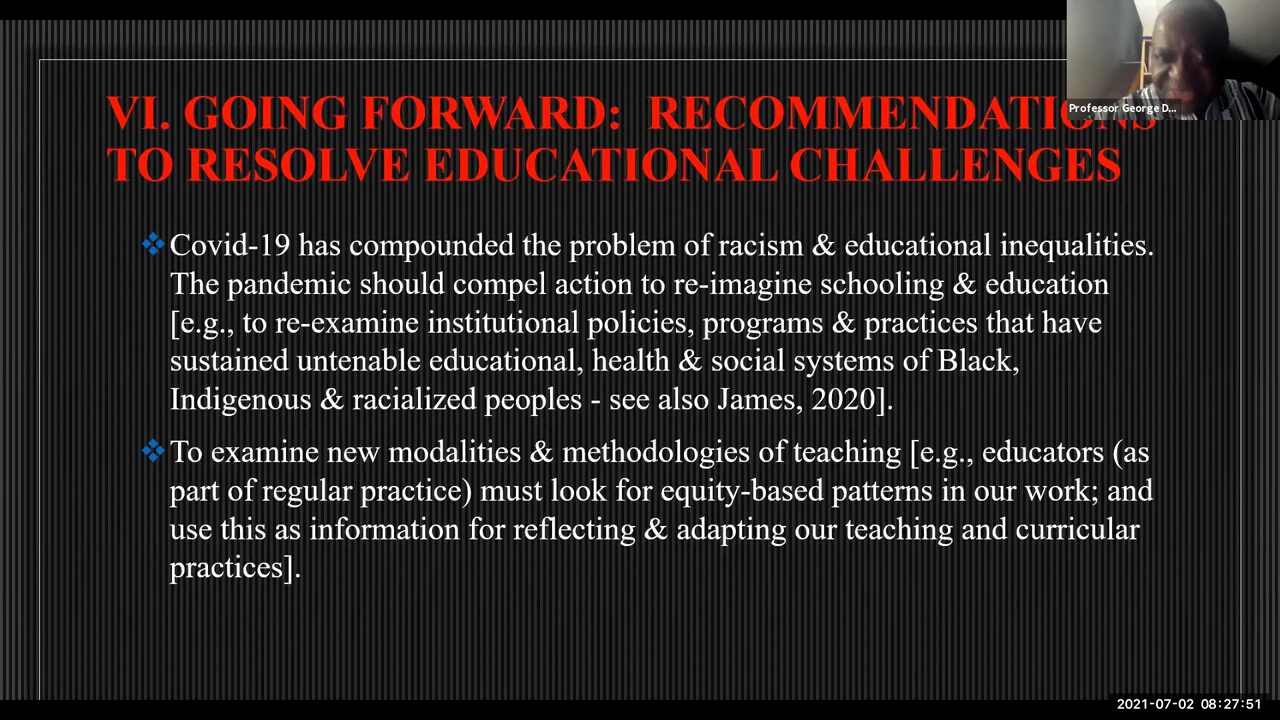 Professor George D...
VI. GOING FORWARD: RECOMMENDATIONS
TO RESOLVE EDUCATIONAL CHALLENGES
❖Covid-19 has compounded the problem of racism & educational inequalities.
The pandemic should compel action to re-imagine schooling & education
[e.g., to re-examine institutional policies, programs & practices that have
sustained untenable educational, health & social systems of Black,
Indigenous & racialized peoples - see also James, 2020].
❖To examine new modalities & methodologies of teaching [e.g., educators (as
part of regular practice) must look for equity-based patterns in our work; and
use this as information for reflecting & adapting our teaching and curricular
practices].
2021-07-02 08:27:51